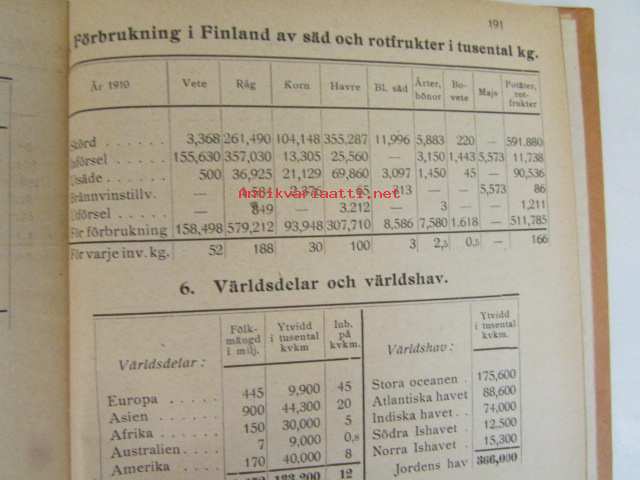 191
Förbrukning i Finland av säd och rotfrukter i tusental kg.
År 1910 Vete Råg Korn Havre Bl. säd Ärter, bönor Bovete Majs Potäter, rotfrukter
Skörd . . . . . . 3,368 261,490 104,148 355,287 11,996 5,883 220 — 591,880
Införsel . . . . . 155,630 357,030 13,305 25,560 — 3,150 1,443 5,573 11,738
Utsäde . . . . . 500 36,925 21,129 69,860 3,097 1,450 45 — 90,536
Brännvinstillv. — 213 — — 5,573 86
Utförsel . . . . . — 849 — 3.212 — 3 — — 1,211
För förbrukning 158,498 579,212 93,948 307,710 8,586 7,580 1.618 — 511,785
För varje inv. kg. 52 188 30 100 3 2,5 0,5 — 166
Antikvariaatti.net
6. Världsdelar och världshav.
Världsdelar: Folkmängd i milj. Ytvidd i tusental kvkm Inb. på kvkm.
Europa . . . . . 445 9,900 45
Asien . . . . . 900 44,300 20
Afrika . . . . . 150 30,000 5
Australien . . 7 9,000 0,8
Amerika . . . . 170 40,000 8
12
Världshav: Ytvidd i tusental kvkm.
Stora oceanen . 175,600
Atlantiska havet 88,600
Indiska havet . . 74,000
Södra Ishavet . 12.500
Norra Ishavet . 15,300
Jordens hav 366,000